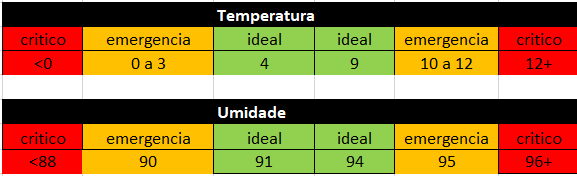 Temperatura
critico emergencia ideal ideal emergencia critico
<0 0 a 3 4 9 10 a 12 12+
Umidade
critico emergencia ideal ideal emergencia critico
<88 90 91 94 95 96+